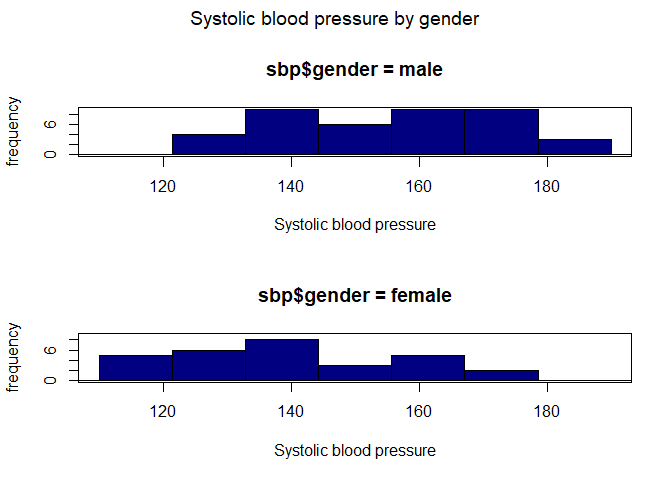 Systolic blood pressure by gender
sbp$gender = male
frequency
6
0
120 140 160 180
Systolic blood pressure
sbp$gender = female
frequency
6
0
120 140 160 180
Systolic blood pressure